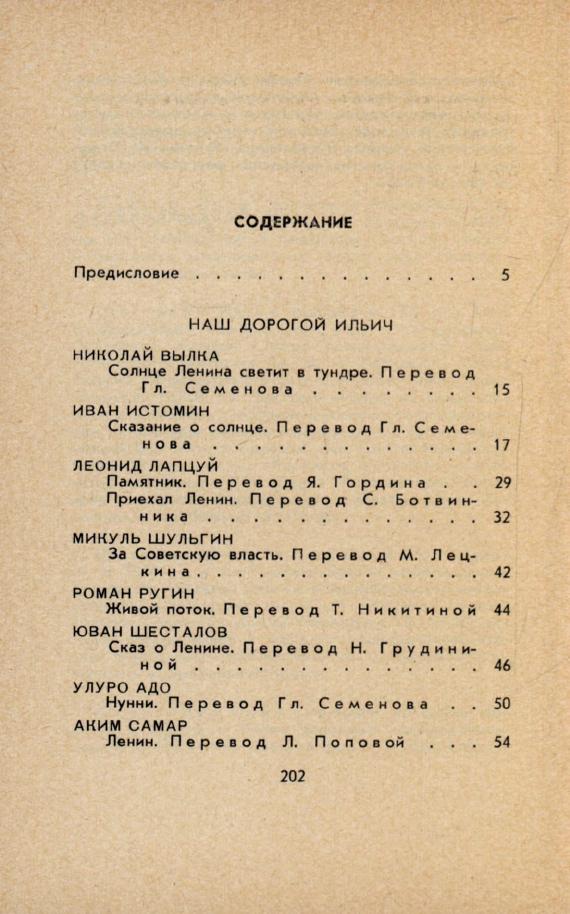 СОДЕРЖАНИЕ
Предисловие . . . . . . . . . . . . . . 5
НАШ ДОРОГОЙ ИЛЬИЧ
НИКОЛАЙ ВЫЛКА
Солнце Ленина светит в тундре. Перевод
Гл. Семенова . . . . . . . . 15
ИВАН ИСТОМИН
Сказание о солнце. Перевод Гл. Семе-
нова . . . . . . . . . . . . . 17
ЛЕОНИД ЛАПЦУЙ
Памятник. Перевод Я. Гордина . . 29
Приехал Ленин. Перевод С. Ботвин-
ника . . . . . . . . . . . . . 32
МИКУЛЬ ШУЛЬГИН
За Советскую власть. Перевод М. Лец-
кина . . . . . . . . . . . . . . 42
РОМАН РУГИН
Живой поток. Перевод Т. Никитиной 44
ЮВАН ШЕСТАЛОВ
Сказ о Ленине. Перевод Н. Грудини-
ной . . . . . . . . . . . . . 46
УЛУРО АДО
Нунни. Перевод Гл. Семенова . . 50
АКИМ САМАР
Ленин. Перевод Л. Поповой . . . 54
202